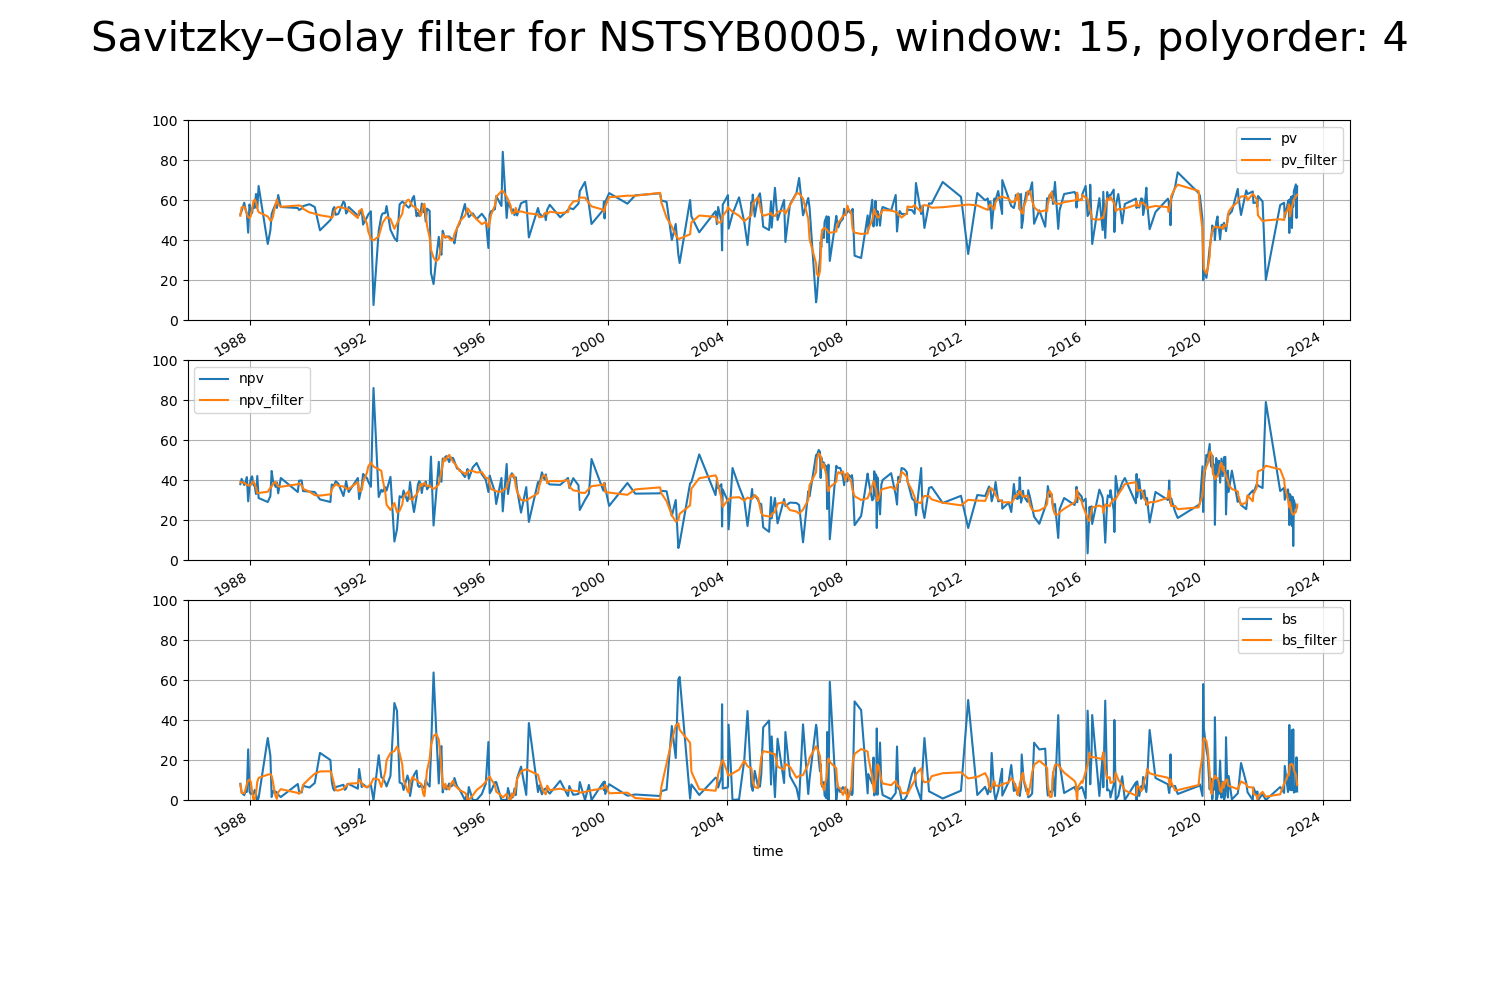 Savitzky–Golay filter for NSTSYB0005, window: 15, polyorder: 4
100
80
60
40
20
0
pv
pv_filter
1988 1992 1996 2000 2004 2008 2012 2016 2020 2024
100
80
60
40
20
0
npv
npv_filter
1988 1992 1996 2000 2004 2008 2012 2016 2020 2024
100
80
60
40
20
0
bs
bs_filter
1988 1992 1996 2000 2004 2008 2012 2016 2020 2024
time